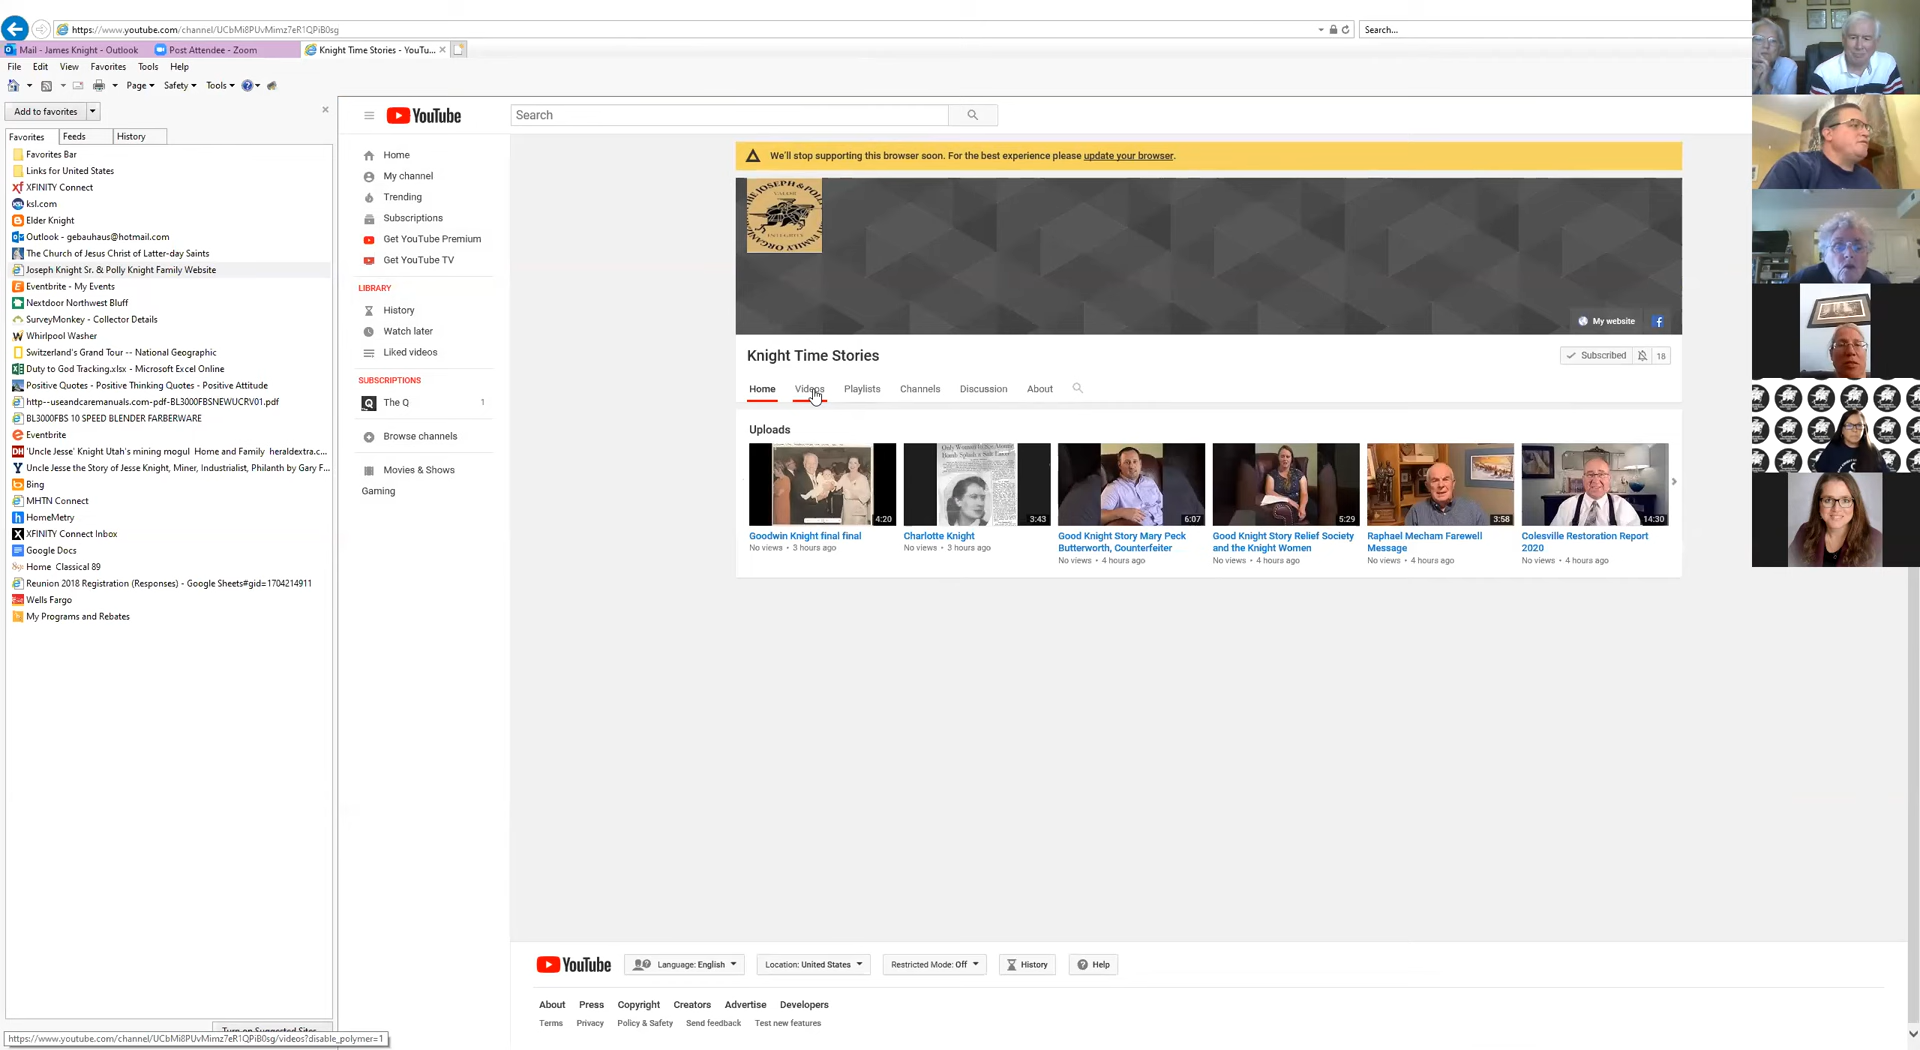 https://www.youtube.com/channel/UCbMi8PUvMimz7eR1QPiB0sg
Search...
Mail - James Knight - Outlook
Post Attendee - Zoom
Knight Time Stories - YouTu...
File Edit View Favorites Tools Help
Page Safety Tools
Add to favorites
Favorites Feeds History
Favorites Bar
Links for United States
XFINITY Connect
ksl.com
Elder Knight
Outlook - gebauhaus@hotmail.com
The Church of Jesus Christ of Latter-day Saints
Joseph Knight Sr. & Polly Knight Family Website
Eventbrite - My Events
Nextdoor Northwest Bluff
SurveyMonkey - Collector Details
Whirlpool Washer
Switzerland's Grand Tour -- National Geographic
Duty to God Tracking.xlsx - Microsoft Excel Online
Positive Quotes - Positive Thinking Quotes - Positive Attitude
http--useandcaremanuals.com-pdf-BL3000FBSNEWUCRV01.pdf
BL3000FBS 10 SPEED BLENDER FARBERWARE
Eventbrite
'Uncle Jesse' Knight Utah's mining mogul Home and Family heraldextra.c...
Uncle Jesse the Story of Jesse Knight, Miner, Industrialist, Philanth by Gary F...
Bing
MHTN Connect
HomeMetry
XFINITY Connect Inbox
Google Docs
Home Classical 89
Reunion 2018 Registration (Responses) - Google Sheets#gid=1704214911
Wells Fargo
My Programs and Rebates
Turn on Suggested Sites
https://www.youtube.com/channel/UCbMi8PUvMimz7eR1QPiB0sg/videos?disable_polymer=1
YouTube
Search
Home
My channel
Trending
Subscriptions
Get YouTube Premium
Get YouTube TV
LIBRARY
History
Watch later
Liked videos
SUBSCRIPTIONS
The Q 1
Browse channels
Movies & Shows
Gaming
We'll stop supporting this browser soon. For the best experience please update your browser.
THE JOSEPH & POLLY
FAMILY ORGANI
INTEGRITY
My website
Knight Time Stories
Subscribed 18
Home Videos Playlists Channels Discussion About
Uploads
4:20
3:43
6:07
5:29
3:58
14:30
Goodwin Knight final final
No views • 3 hours ago
Charlotte Knight
No views • 3 hours ago
Good Knight Story Mary Peck
Butterworth, Counterfeiter
No views • 4 hours ago
Good Knight Story Relief Society
and the Knight Women
No views • 4 hours ago
Raphael Mecham Farewell
Message
No views • 4 hours ago
Colesville Restoration Report
2020
No views • 4 hours ago
YouTube
Language: English
Location: United States
Restricted Mode: Off
History
Help
About Press Copyright Creators Advertise Developers
Terms Privacy Policy & Safety Send feedback Test new features